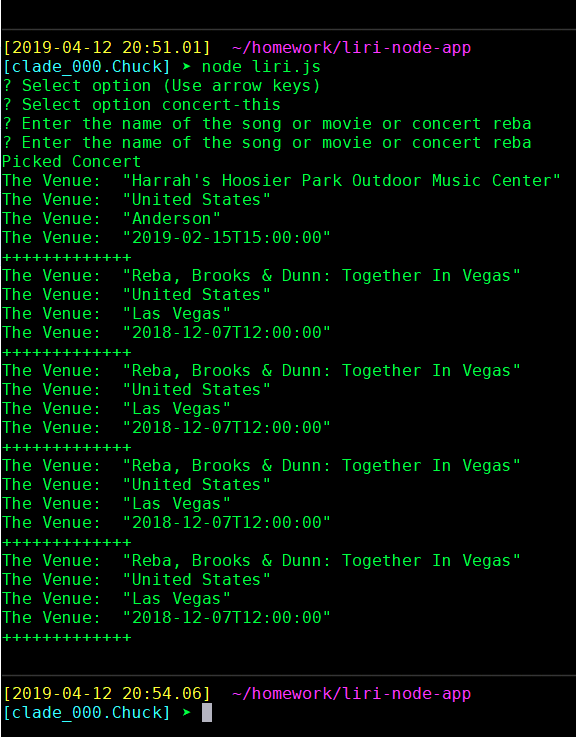 [2019-04-12 20:51.01]  ~/homework/liri-node-app
[clade_000.Chuck] ➤ node liri.js
? Select option (Use arrow keys)
? Select option concert-this
? Enter the name of the song or movie or concert reba
? Enter the name of the song or movie or concert reba
Picked Concert
The Venue:  "Harrah's Hoosier Park Outdoor Music Center"
The Venue:  "United States"
The Venue:  "Anderson"
The Venue:  "2019-02-15T15:00:00"
+++++++++++++
The Venue:  "Reba, Brooks & Dunn: Together In Vegas"
The Venue:  "United States"
The Venue:  "Las Vegas"
The Venue:  "2018-12-07T12:00:00"
+++++++++++++
The Venue:  "Reba, Brooks & Dunn: Together In Vegas"
The Venue:  "United States"
The Venue:  "Las Vegas"
The Venue:  "2018-12-07T12:00:00"
+++++++++++++
The Venue:  "Reba, Brooks & Dunn: Together In Vegas"
The Venue:  "United States"
The Venue:  "Las Vegas"
The Venue:  "2018-12-07T12:00:00"
+++++++++++++
The Venue:  "Reba, Brooks & Dunn: Together In Vegas"
The Venue:  "United States"
The Venue:  "Las Vegas"
The Venue:  "2018-12-07T12:00:00"
+++++++++++++
[2019-04-12 20:54.06]  ~/homework/liri-node-app
[clade_000.Chuck] ➤